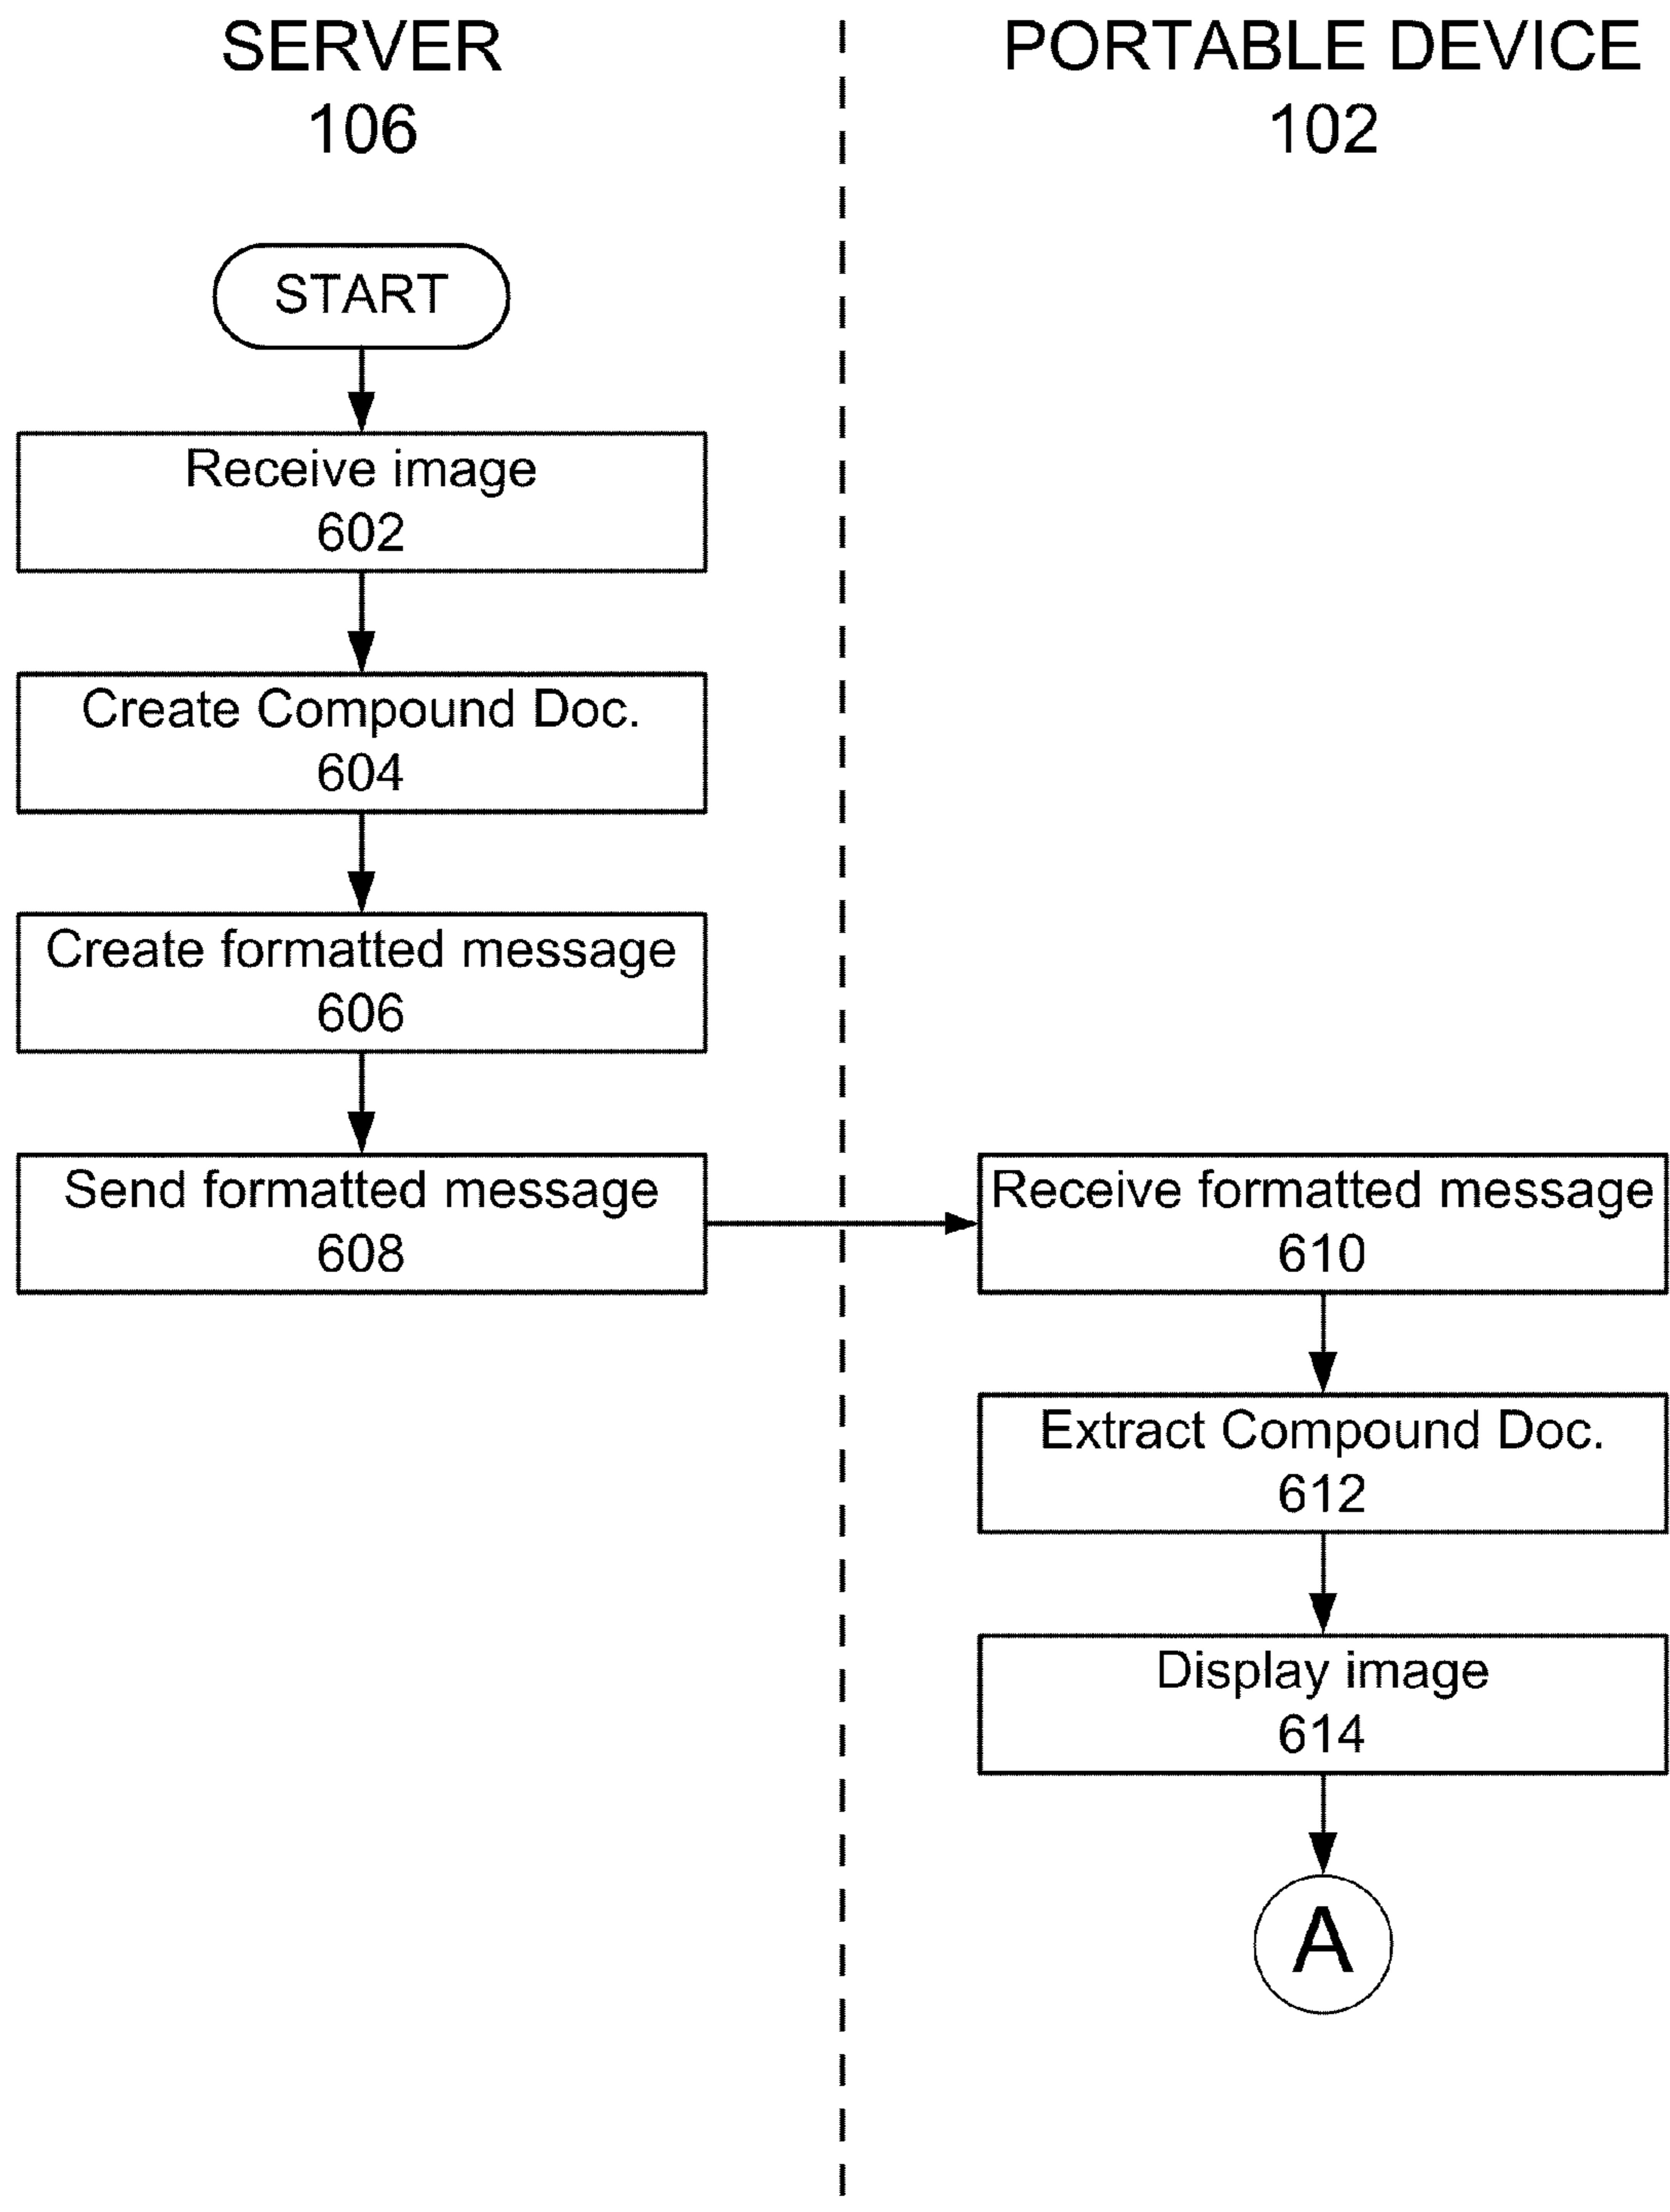 SERVER
106
PORTABLE DEVICE
102
START
Receive image
602
Create Compound Doc.
604
Create formatted message
606
Send formatted message
608
Receive formatted message
610
Extract Compound Doc.
612
Display image
614
A